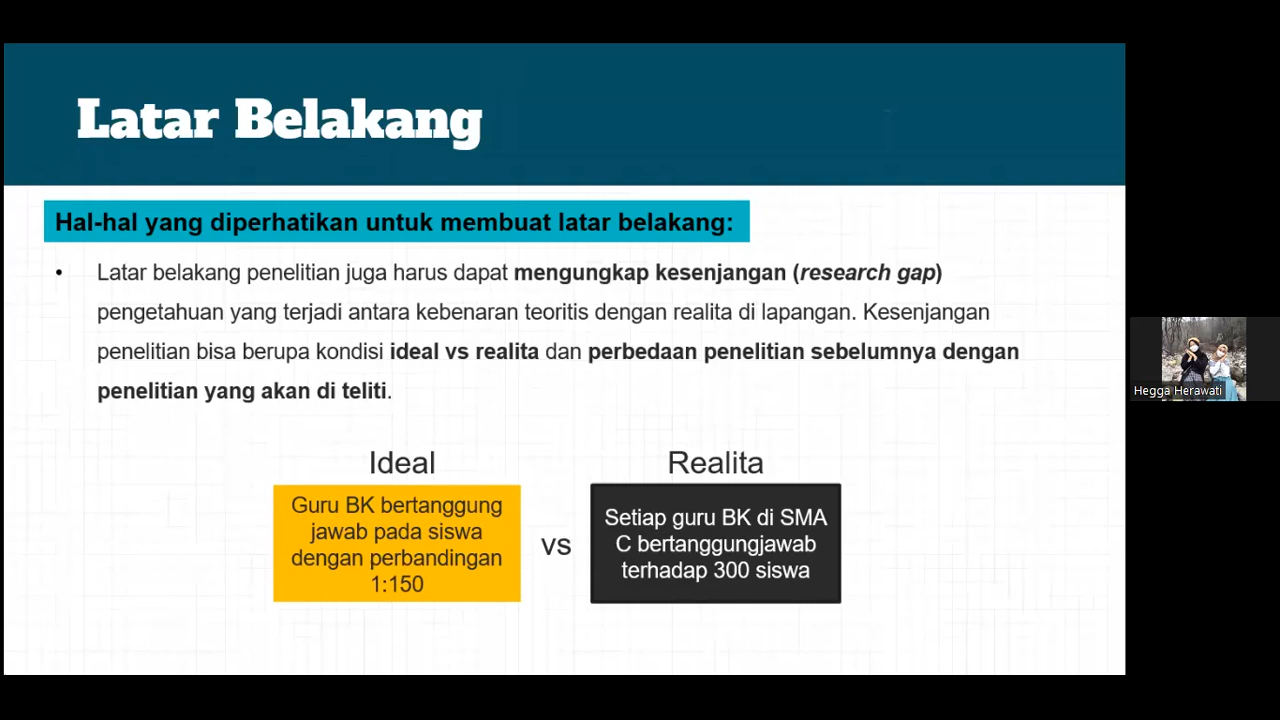 Latar Belakang
Hal-hal yang diperhatikan untuk membuat latar belakang:
• Latar belakang penelitian juga harus dapat mengungkap kesenjangan (research gap)
pengetahuan yang terjadi antara kebenaran teoritis dengan realita di lapangan. Kesenjangan
penelitian bisa berupa kondisi ideal vs realita dan perbedaan penelitian sebelumnya dengan
penelitian yang akan di teliti.
Ideal
Guru BK bertanggung
jawab pada siswa
dengan perbandingan
1:150
vs
Realita
Setiap guru BK di SMA
C bertanggungjawab
terhadap 300 siswa
Hegga Herawati